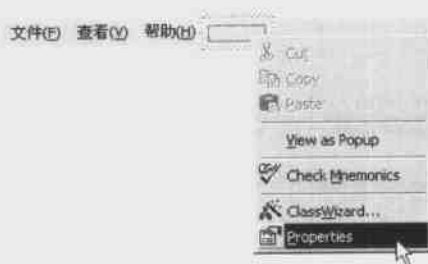 文件(F) 查看(V) 帮助(H)
Cut
Copy
Paste
View as Popup
Check Mnemonics
ClassWizard...
Properties